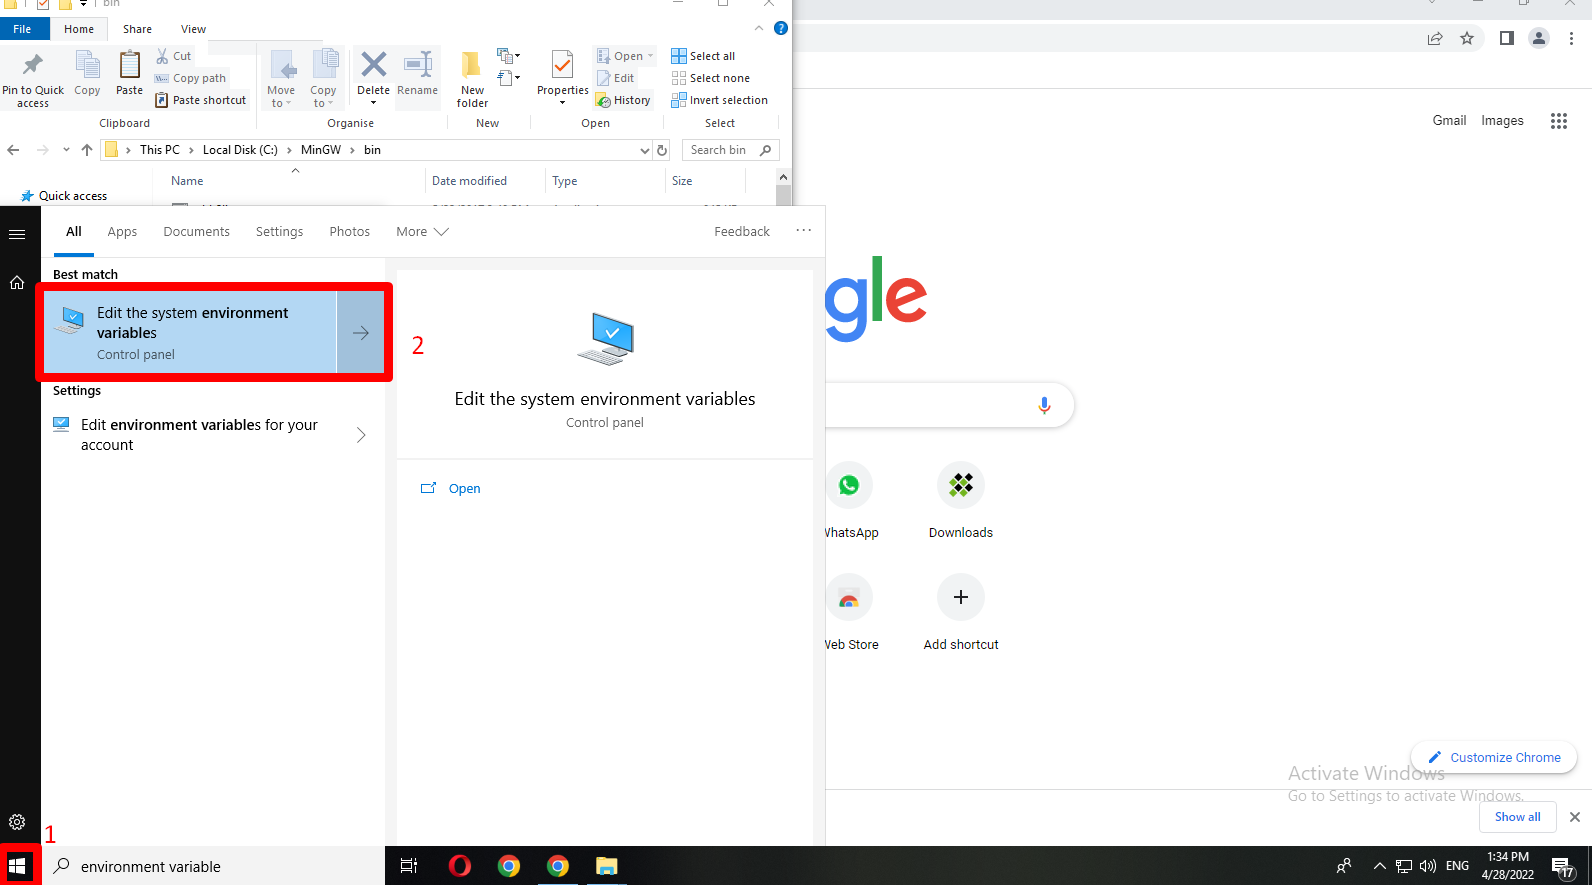 bin
File Home Share View
Pin to Quick access
Copy
Paste
Cut
Copy path
Paste shortcut
Clipboard
Move to
Copy to
Delete
Rename
Organise
New folder
New
Properties
Open
Edit
History
Open
Select all
Select none
Invert selection
Select
This PC > Local Disk (C:) > MinGW > bin
Search bin
Name Date modified Type Size
Quick access
All Apps Documents Settings Photos More Feedback ...
Best match
Edit the system environment
variables
Control panel
2
Settings
Edit environment variables for your
account
Edit the system environment variables
Control panel
Open
1
environment variable
Gmail Images
gle
WhatsApp
Downloads
Web Store
Add shortcut
Customize Chrome
Activate Windows
Go to Settings to activate Windows.
Show all
ENG
1:34 PM
4/28/2022
17